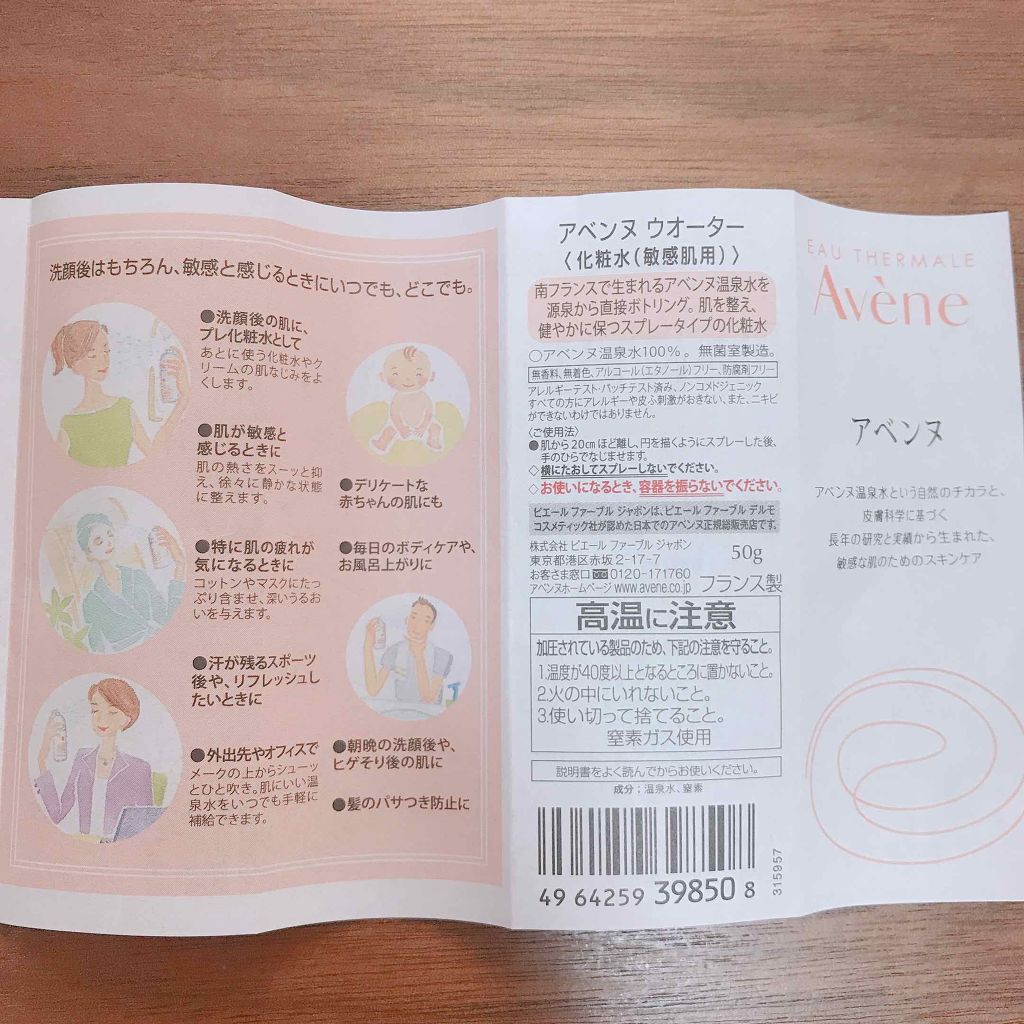 洗顔後はもちろん、敏感と感じるときにいつでも、どこでも。
●洗顔後の肌に、
プレ化粧水として
あとに使う化粧水やク
リームの肌なじみをよ
くします。
●肌が敏感と
感じるときに
肌の熱さをスーッと抑
え、徐々に静かな状態
に整えます。
●特に肌の疲れが
気になるときに
コットンやマスクにたっ
ぷり含ませ、深いうるお
いを与えます。
●汗が残るスポーツ
後や、リフレッシュし
たいときに
●外出先やオフィスで
メークの上からシューッ
とひと吹き。肌にいい温
泉水をいつでも手軽に
補給できます。
●デリケートな
赤ちゃんの肌にも
●毎日のボディケアや、
お風呂上がりに
●朝晩の洗顔後や、
ヒゲそり後の肌に
●髪のパサつき防止に
アベンヌ ウオーター
〈 化粧水(敏感肌用) 〉
南フランスで生まれるアベンヌ温泉水を
源泉から直接ボトリング。肌を整え、
健やかに保つスプレータイプの化粧水
○アベンヌ温泉水100%。無菌室製造。
無香料、無着色、アルコール(エタノール)フリー、防腐剤フリー
アレルギーテスト・パッチテスト済み、ノンコメドジェニック
すべての方にアレルギーや皮ふ刺激がおきない、また、ニキビ
ができないわけではありません。
〈ご使用法〉
●肌から20cmほど離し、円を描くようにスプレーした後、
手のひらでなじませます。
◇横にたおしてスプレーしないでください。
◇お使いになるとき、容器を振らないでください。
ピエール ファーブル ジャポンは、ピエール ファーブル デルモ
コスメティック社が認めた日本でのアベンヌ正規総販売店です。
株式会社 ピエール ファーブル ジャポン
東京都港区赤坂2-17-7
お客さま窓口 0120-171760
アベンヌホームページ www.avene.co.jp
50g
フランス製
高温に注意
加圧されている製品のため、下記の注意を守ること。
1.温度が40度以上となるところに置かないこと。
2.火の中にいれないこと。
3.使い切って捨てること。
窒素ガス使用
説明書をよく読んでからお使いください。
成分:温泉水、窒素
49 64259 39850 8
315957
EAU THERMALE
Avène
アベンヌ
アベンヌ温泉水という自然のチカラと、
皮膚科学に基づく
長年の研究と実績から生まれた、
敏感な肌のためのスキンケア